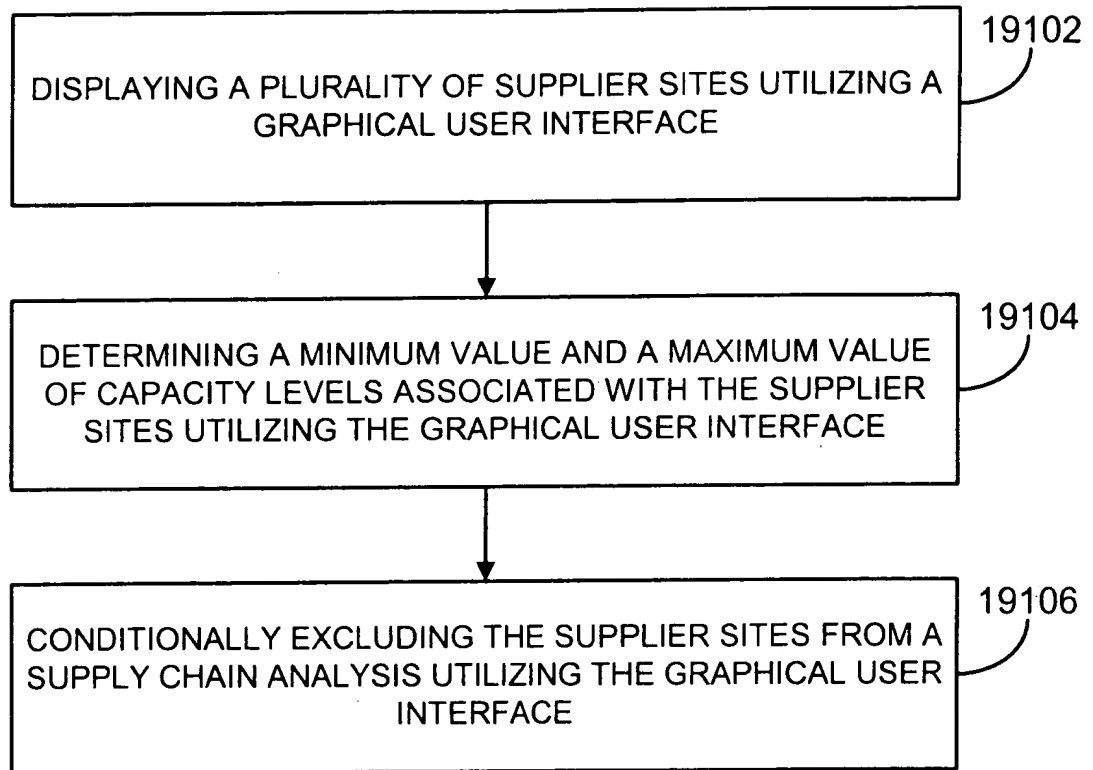 19102
DISPLAYING A PLURALITY OF SUPPLIER SITES UTILIZING A
GRAPHICAL USER INTERFACE
19104
DETERMINING A MINIMUM VALUE AND A MAXIMUM VALUE
OF CAPACITY LEVELS ASSOCIATED WITH THE SUPPLIER
SITES UTILIZING THE GRAPHICAL USER INTERFACE
19106
CONDITIONALLY EXCLUDING THE SUPPLIER SITES FROM A
SUPPLY CHAIN ANALYSIS UTILIZING THE GRAPHICAL USER
INTERFACE